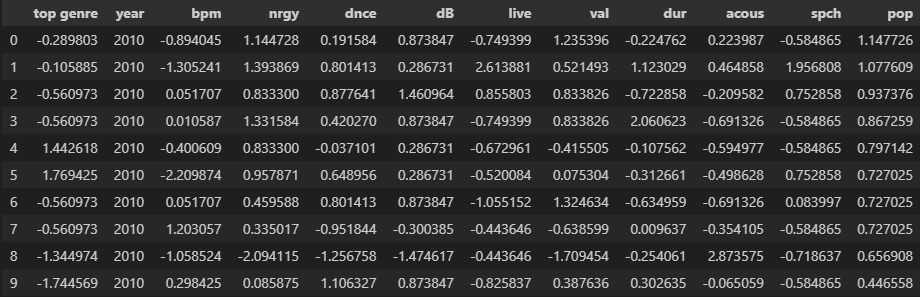 top genre year bpm nrgy dnce dB live val dur acous spch pop
0 -0.289803 2010 -0.894045 1.144728 0.191584 0.873847 -0.749399 1.235396 -0.224762 0.223987 -0.584865 1.147726
1 -0.105885 2010 -1.305241 1.393869 0.801413 0.286731 2.613881 0.521493 1.123029 0.464858 1.956808 1.077609
2 -0.560973 2010 0.051707 0.833300 0.877641 1.460964 0.855803 0.833826 -0.722858 -0.209582 0.752858 0.937376
3 -0.560973 2010 0.010587 1.331584 0.420270 0.873847 -0.749399 0.833826 2.060623 -0.691326 -0.584865 0.867259
4 1.442618 2010 -0.400609 0.833300 -0.037101 0.286731 -0.672961 -0.415505 -0.107562 -0.594977 -0.584865 0.797142
5 1.769425 2010 -2.209874 0.957871 0.648956 0.286731 -0.520084 0.075304 -0.312661 -0.498628 0.752858 0.727025
6 -0.560973 2010 0.051707 0.459588 0.801413 0.873847 -1.055152 1.324634 -0.634959 -0.691326 0.083997 0.727025
7 -0.560973 2010 1.203057 0.335017 -0.951844 -0.300385 -0.443646 -0.638599 0.009637 -0.354105 -0.584865 0.727025
8 -1.344974 2010 -1.058524 -2.094115 -1.256758 -1.474617 -0.443646 -1.709454 -0.254061 2.873575 -0.718637 0.656908
9 -1.744569 2010 0.298425 0.085875 1.106327 0.873847 -0.825837 0.387636 0.302635 -0.065059 -0.584865 0.446558